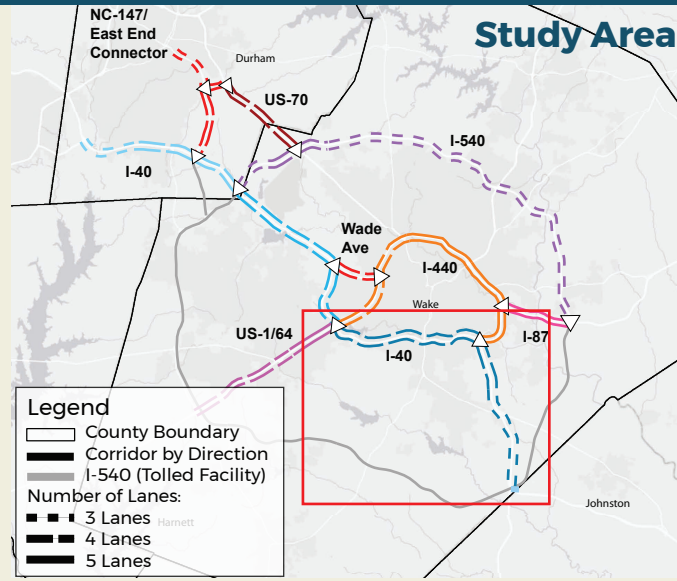 Study Area
NC-147/
East End
Connector
Durham
US-70
I-540
I-40
Wade
Ave
I-440
Wake
US-1/64
I-40
I-87
Legend
County Boundary
Corridor by Direction
I-540 (Tolled Facility)
Number of Lanes:
3 Lanes
4 Lanes
5 Lanes
Harnett
Johnston